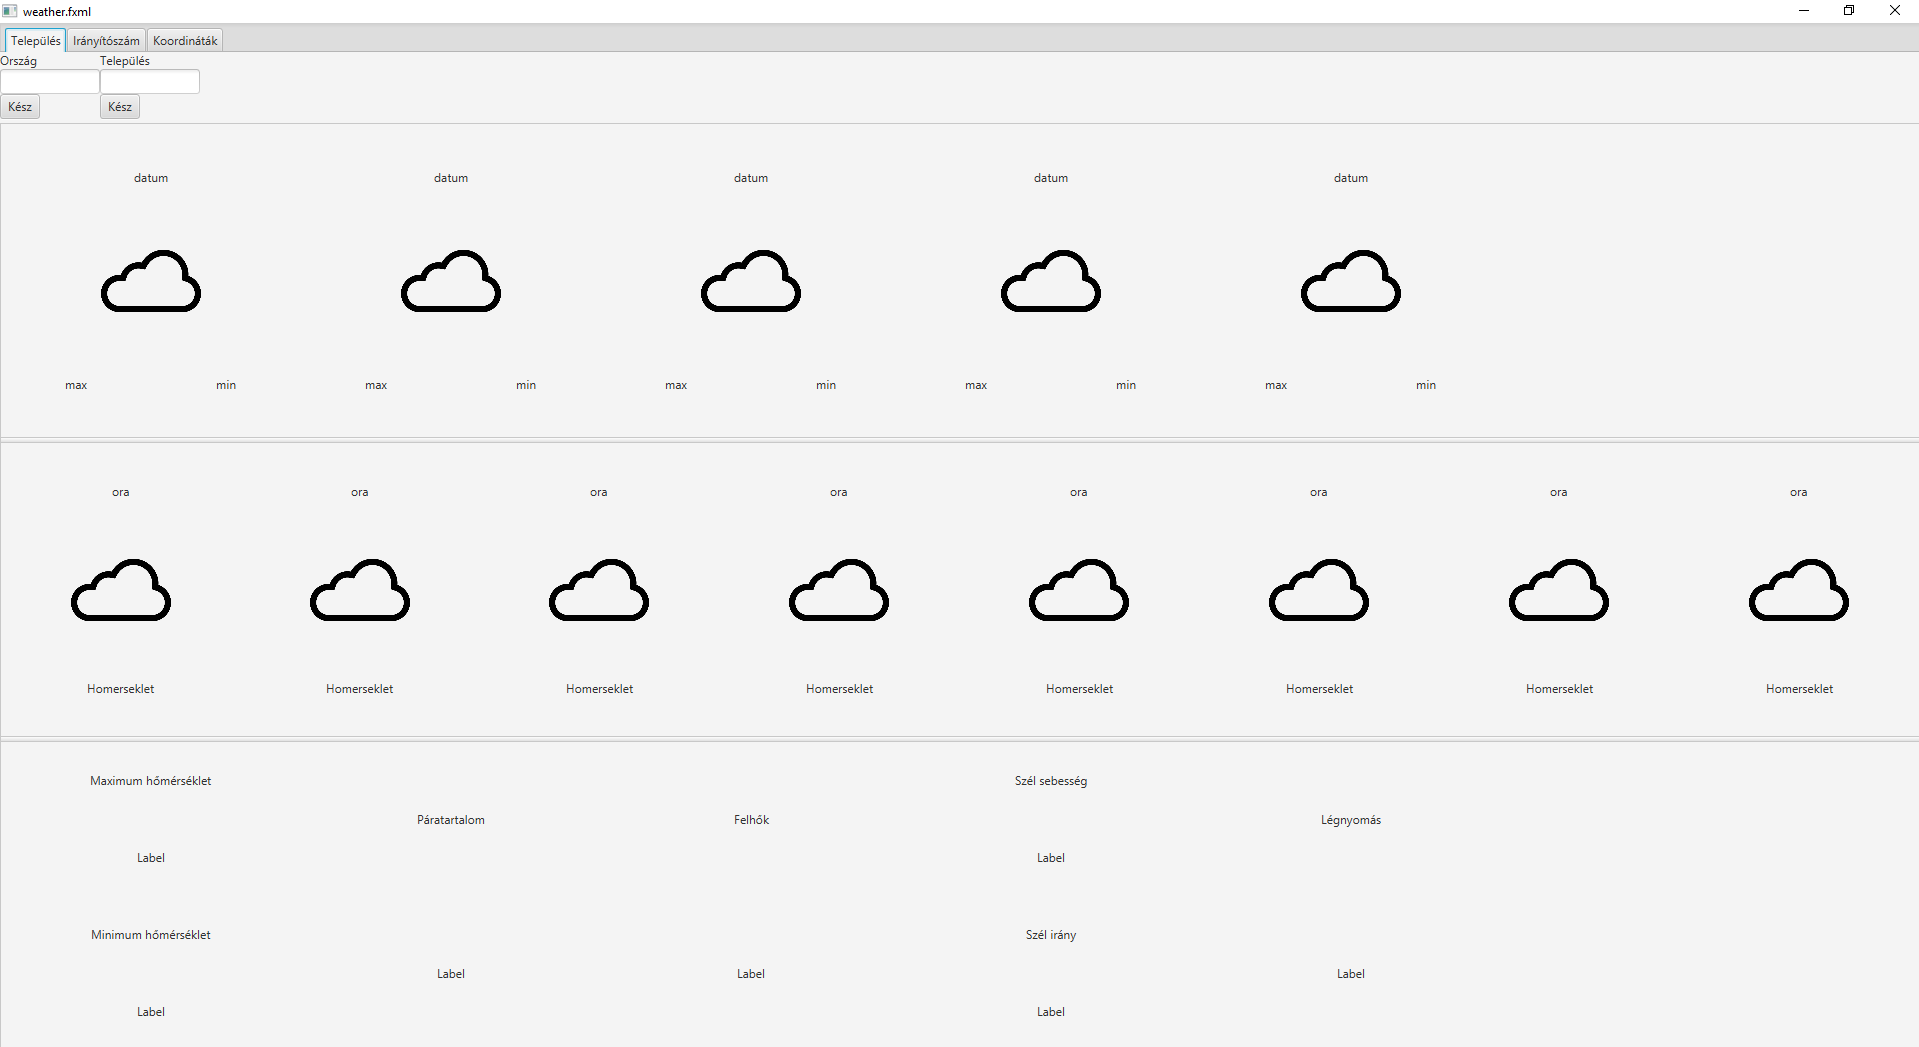 weather.fxml
Település Irányítószám Koordináták
Ország Település
Kész Kész
datum datum datum datum datum
max min max min max min max min max min
ora ora ora ora ora ora ora ora
Homerseklet Homerseklet Homerseklet Homerseklet Homerseklet Homerseklet Homerseklet Homerseklet
Maximum hőmérséklet Szél sebesség
Páratartalom Felhők Légnyomás
Label Label
Minimum hőmérséklet Szél irány
Label Label Label
Label Label